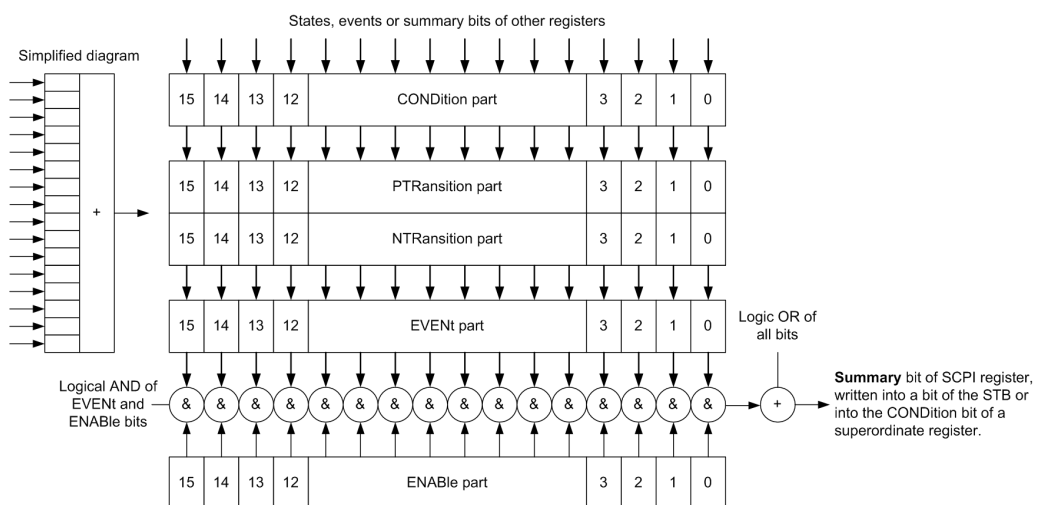 States, events or summary bits of other registers
Simplified diagram
15 14 13 12 CONDition part 3 2 1 0
15 14 13 12 PTRansition part 3 2 1 0
+
15 14 13 12 NTRansition part 3 2 1 0
15 14 13 12 EVENt part 3 2 1 0
Logic OR of
all bits
Logical AND of
EVENt and
ENABle bits
& & & & & & & & & & & & & & & &
+
Summary bit of SCPI register,
written into a bit of the STB or
into the CONDition bit of a
superordinate register.
15 14 13 12 ENABle part 3 2 1 0